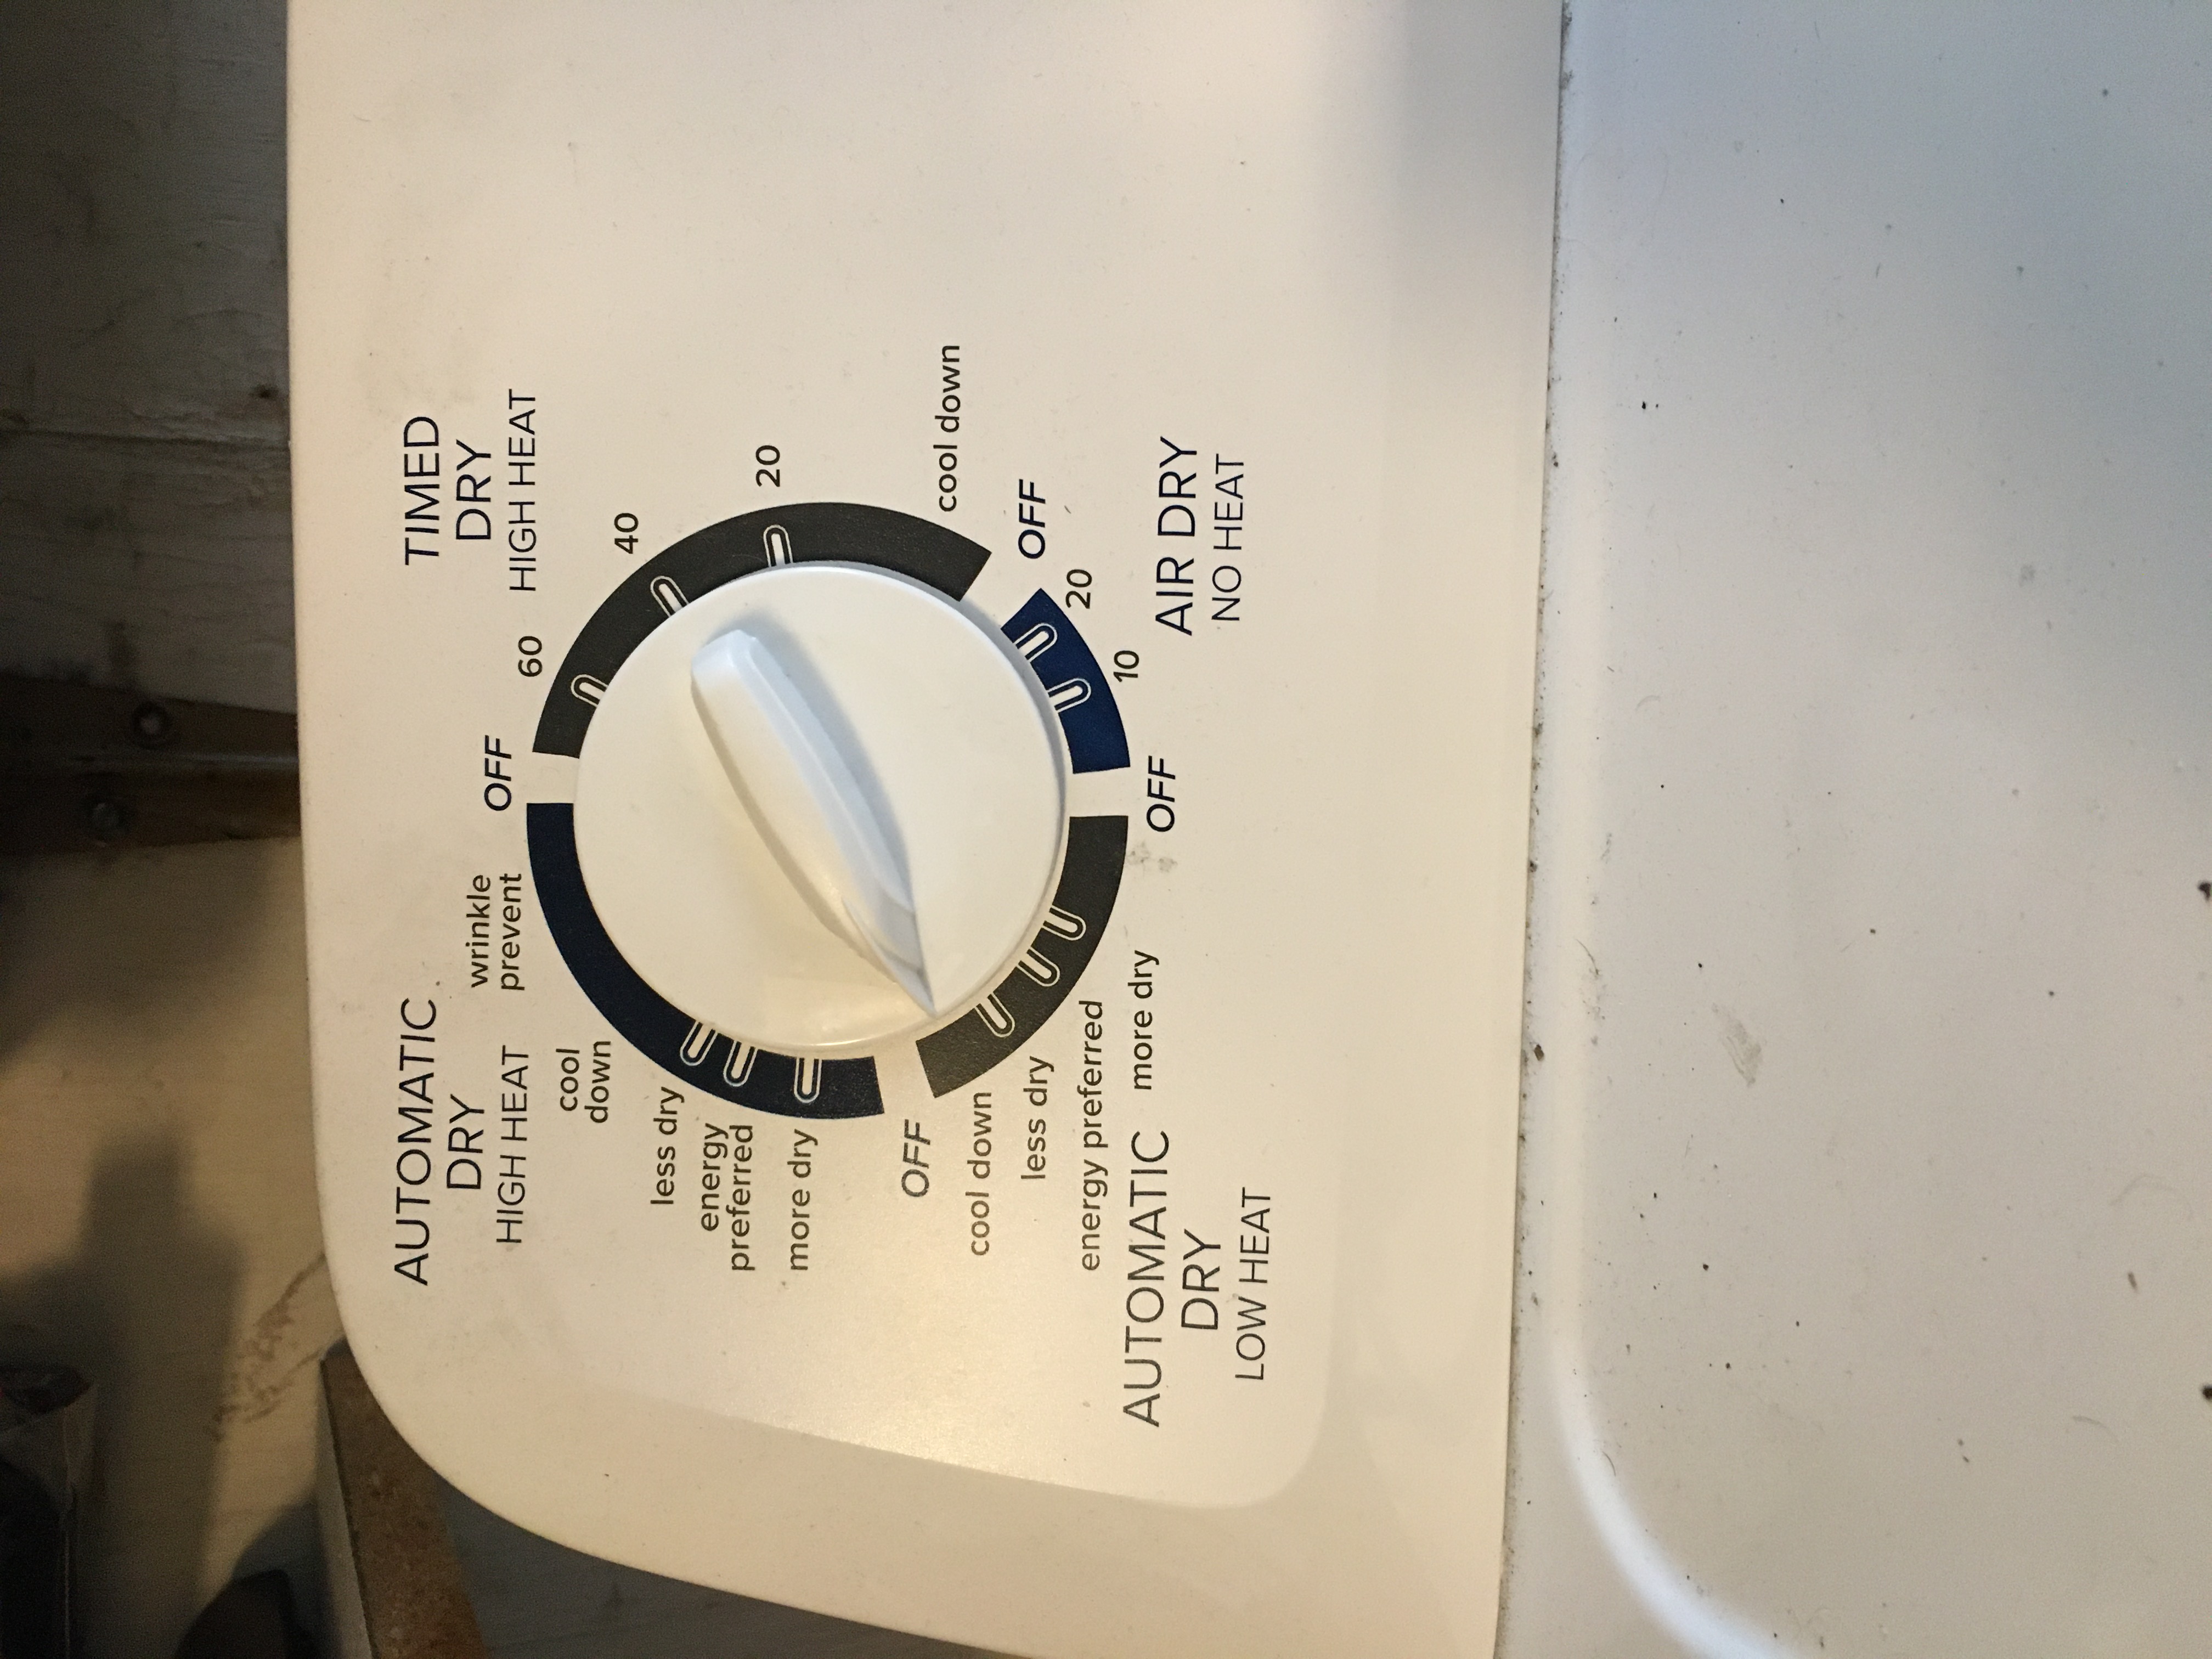 AUTOMATIC
DRY
HIGH HEAT
wrinkle
prevent
OFF
TIMED
DRY
HIGH HEAT
60
cool
down
40
less dry
energy
preferred
20
more dry
OFF
cool down
cool down
less dry
OFF
energy preferred
20
more dry
10
AUTOMATIC
DRY
LOW HEAT
OFF
AIR DRY
NO HEAT